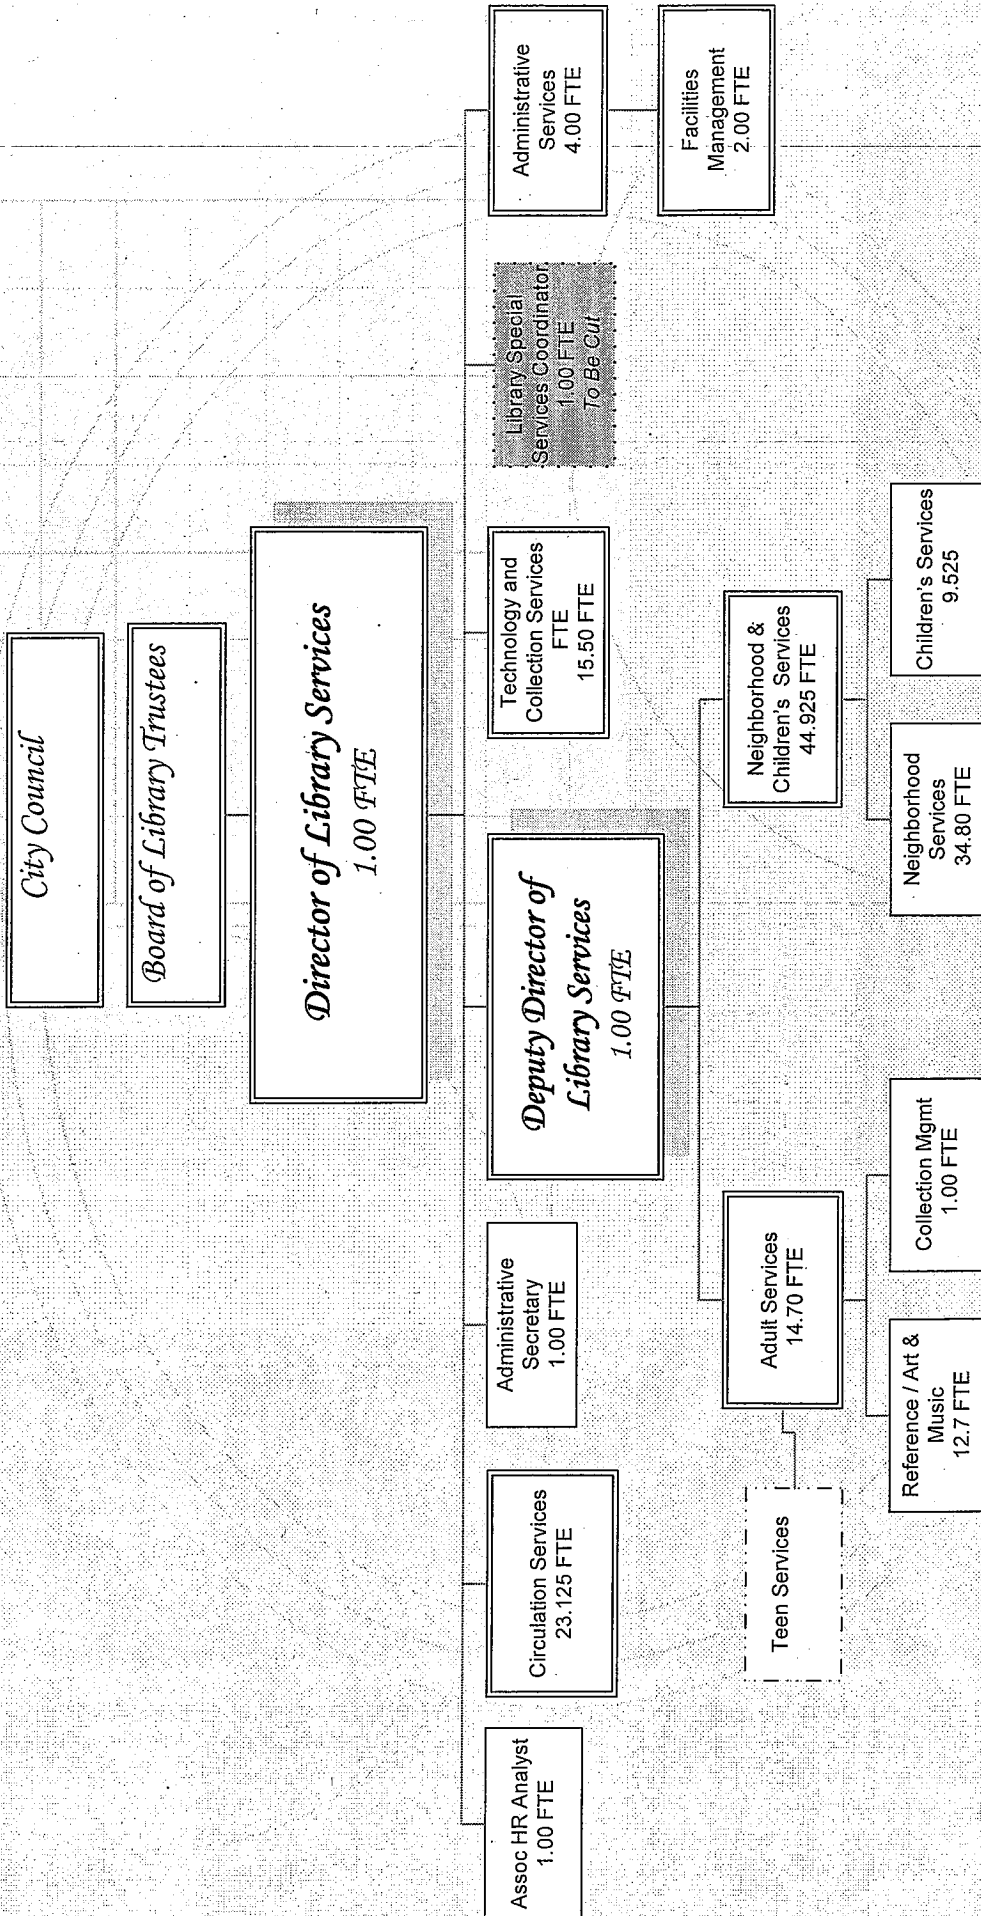 City Council
Board of Library Trustees
Director of Library Services
1.00 FTE
Assoc HR Analyst
1.00 FTE
Circulation Services
23.125 FTE
Administrative
Secretary
1.00 FTE
Deputy Director of
Library Services
1.00 FTE
Technology and
Collection Services
FTE
15.50 FTE
Library Special
Services Coordinator
1.00 FTE
To Be Cut
Administrative
Services
4.00 FTE
Facilities
Management
2.00 FTE
Teen Services
Adult Services
14.70 FTE
Neighborhood &
Children's Services
44.925 FTE
Reference / Art &
Music
12.7 FTE
Collection Mgmt
1.00 FTE
Neighborhood
Services
34.80 FTE
Children's Services
9.525